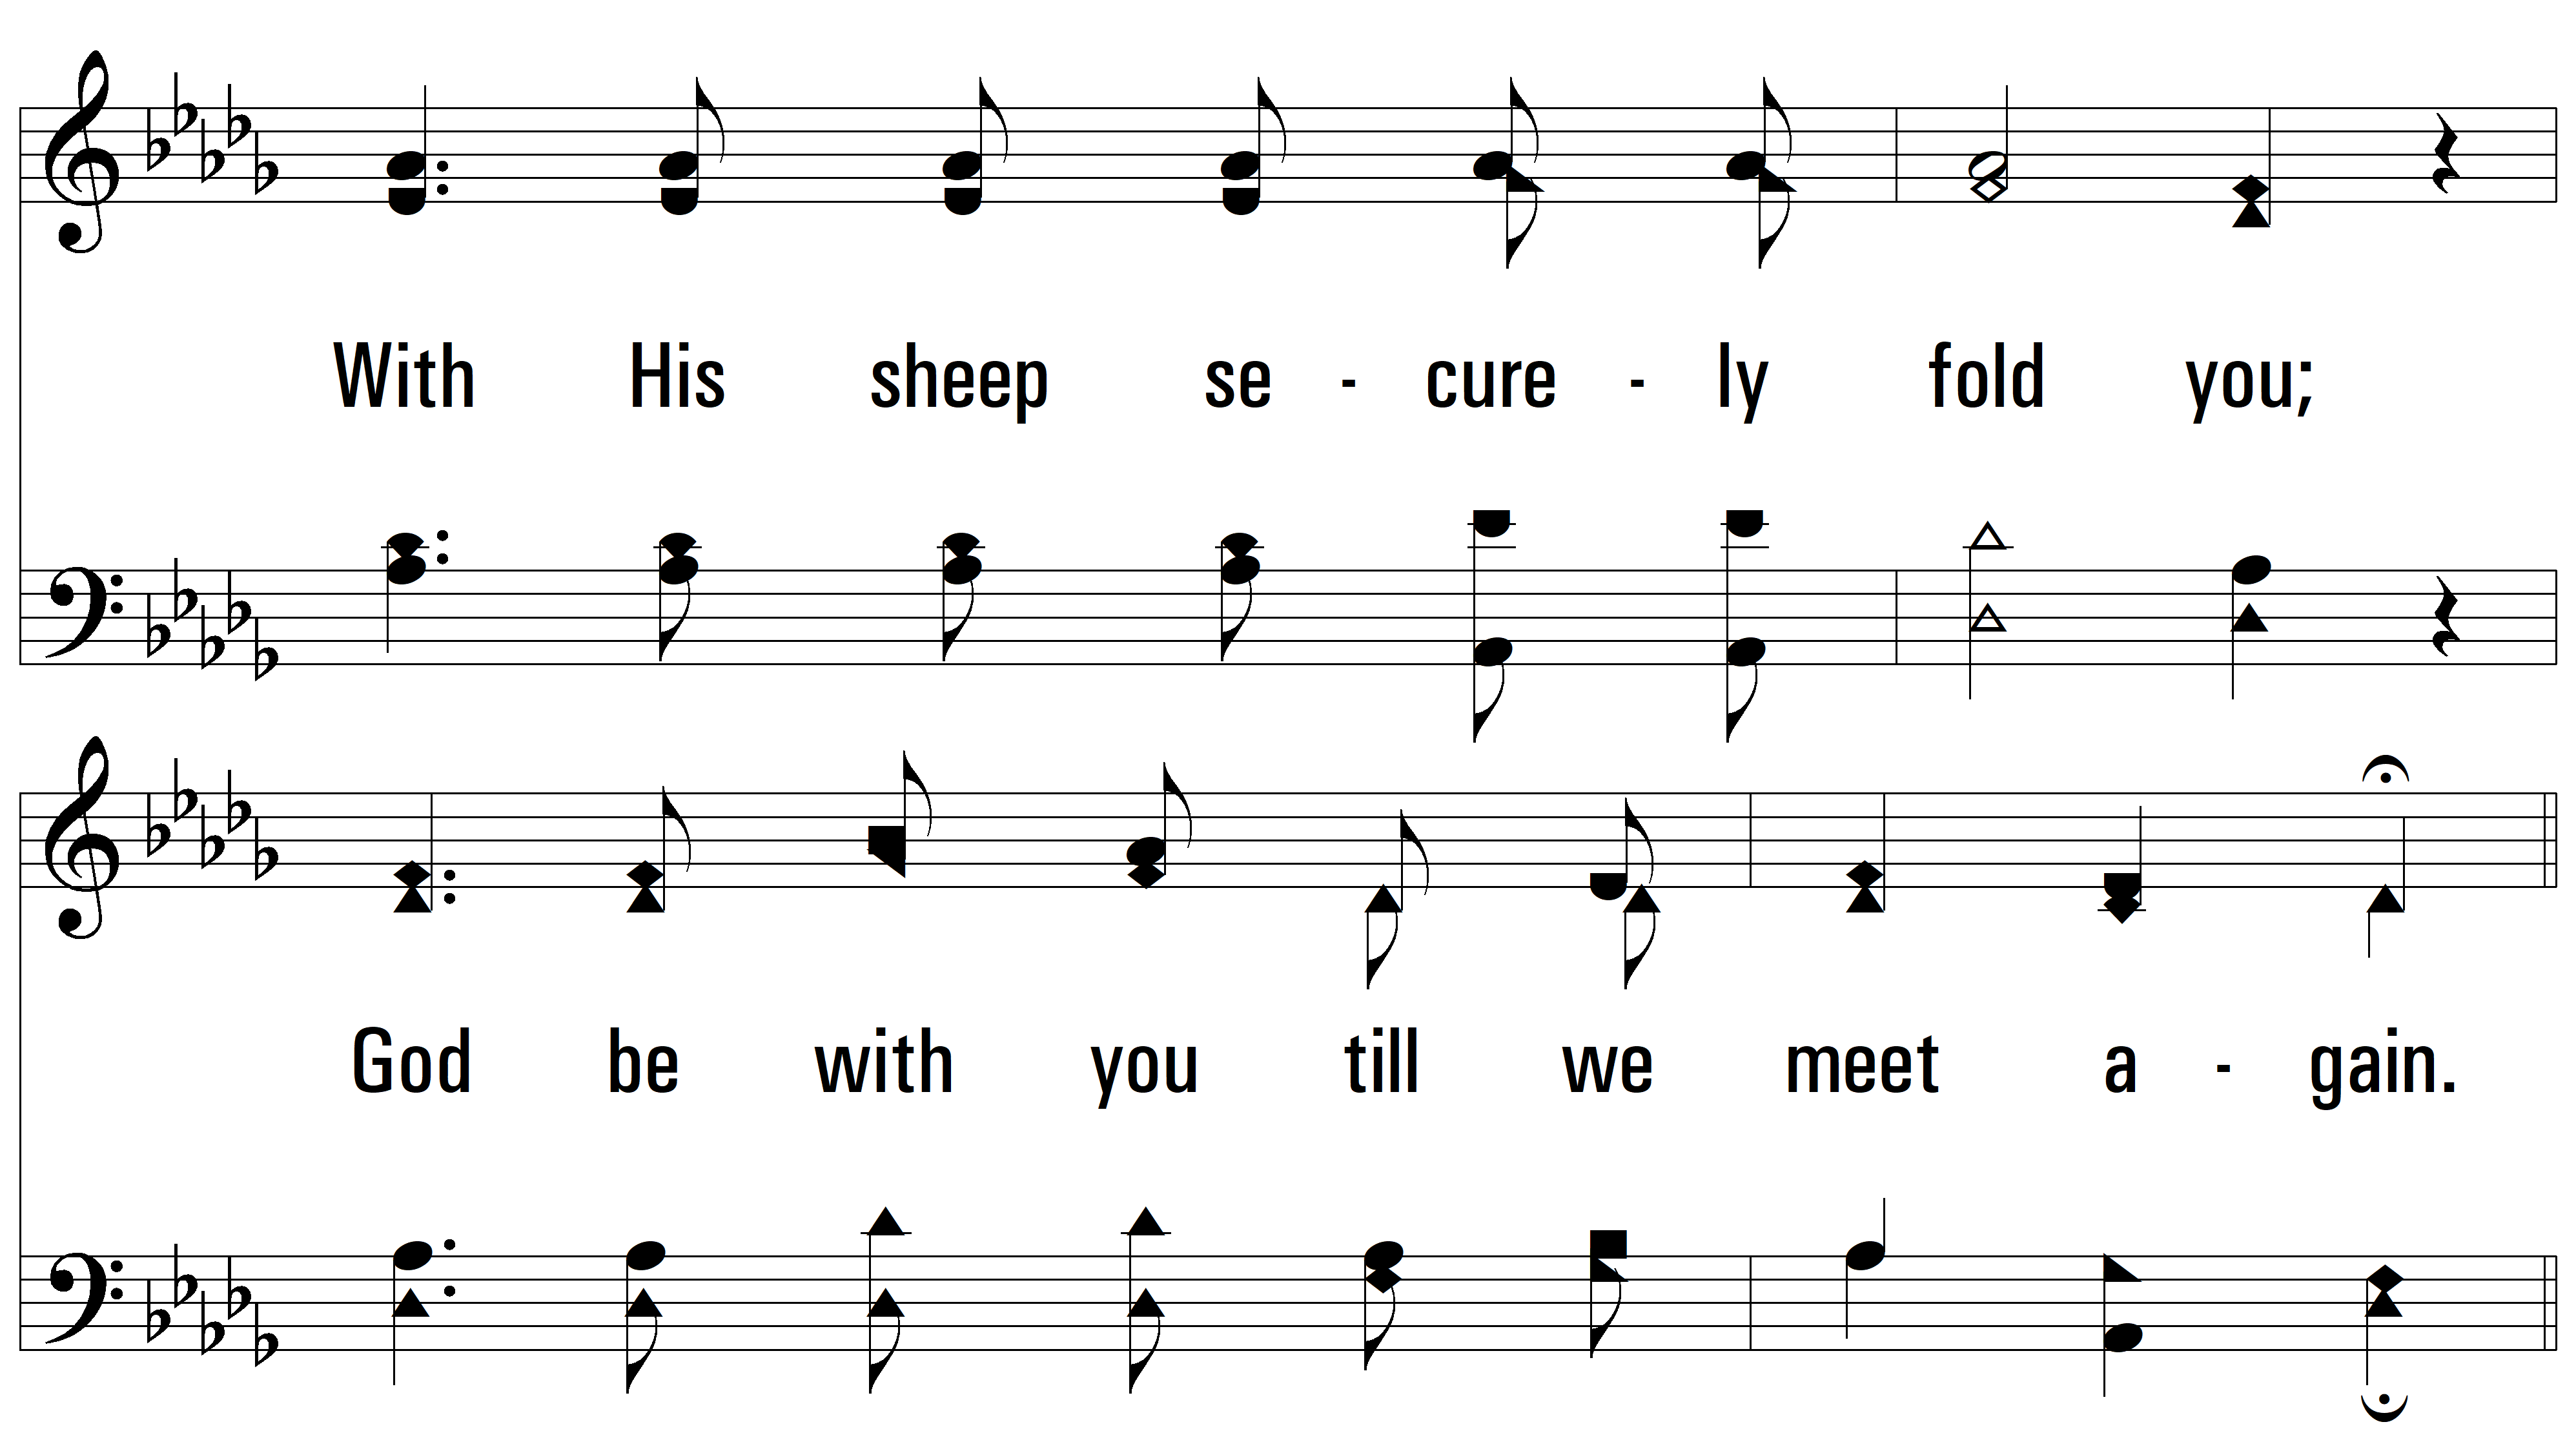 With His sheep se - cure - ly fold you;
God be with you till we meet a - gain.